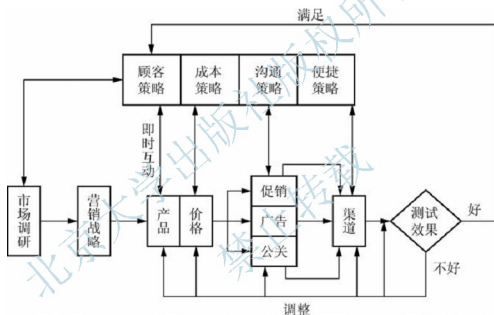 满足
顾客策略
成本策略
沟通策略
便捷策略
即时互动
市场调研
营销战略
产品
价格
促销
广告
公关
渠道
测试效果
好
不好
调整
北京大学出版社版权所有
禁止转载